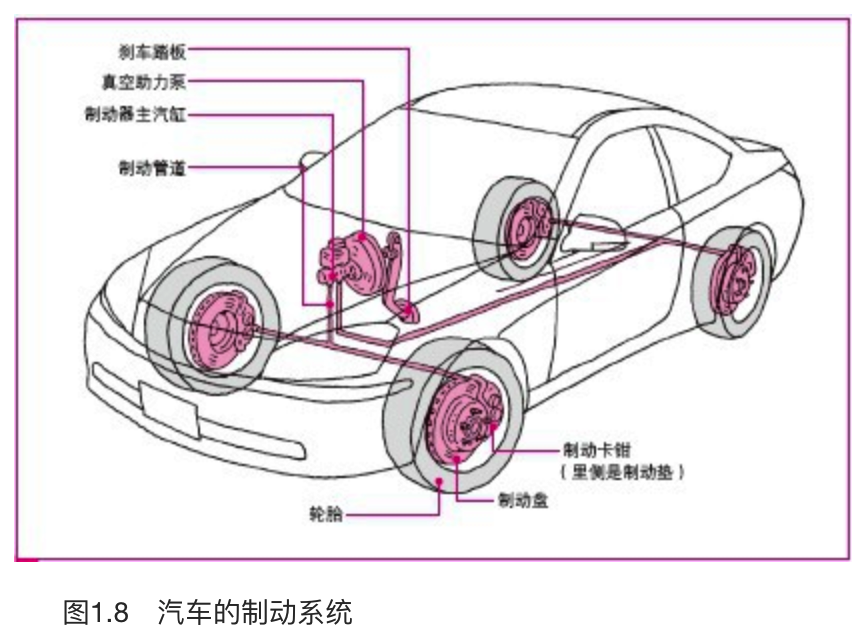 刹车踏板
真空助力泵
制动器主汽缸
制动管道
制动卡钳
（里侧是制动垫）
制动盘
轮胎
图1.8 汽车的制动系统